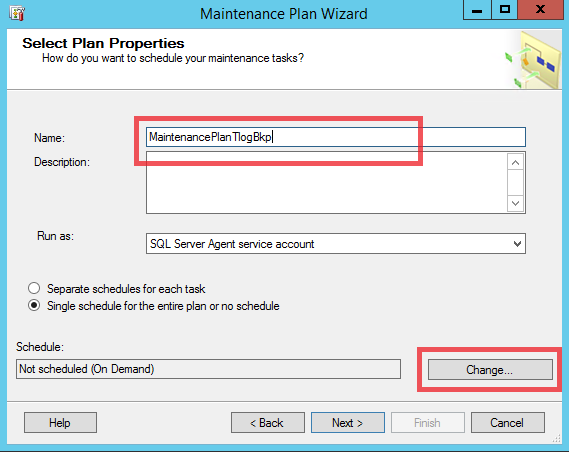 Maintenance Plan Wizard
X
Select Plan Properties
How do you want to schedule your maintenance tasks?
Name:
MaintenancePlanTlogBkp
Description:
Run as:
SQL Server Agent service account
Separate schedules for each task
Single schedule for the entire plan or no schedule
Schedule:
Not scheduled (On Demand)
Change...
Help
< Back
Next >
Finish
Cancel